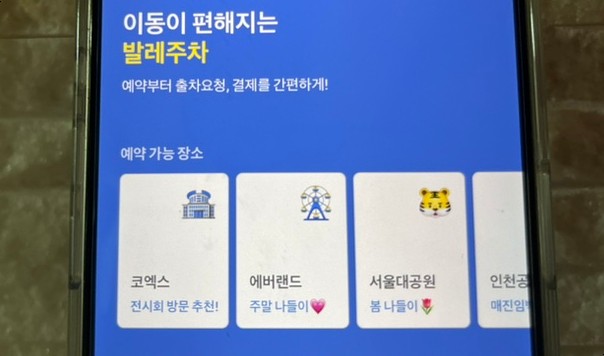 이동이 편해지는
발레주차
예약부터 출차요청, 결제를 간편하게!
예약 가능 장소
코엑스
전시회 방문 추천!
에버랜드
주말 나들이💗
서울대공원
봄 나들이🌷
인천공
매진임